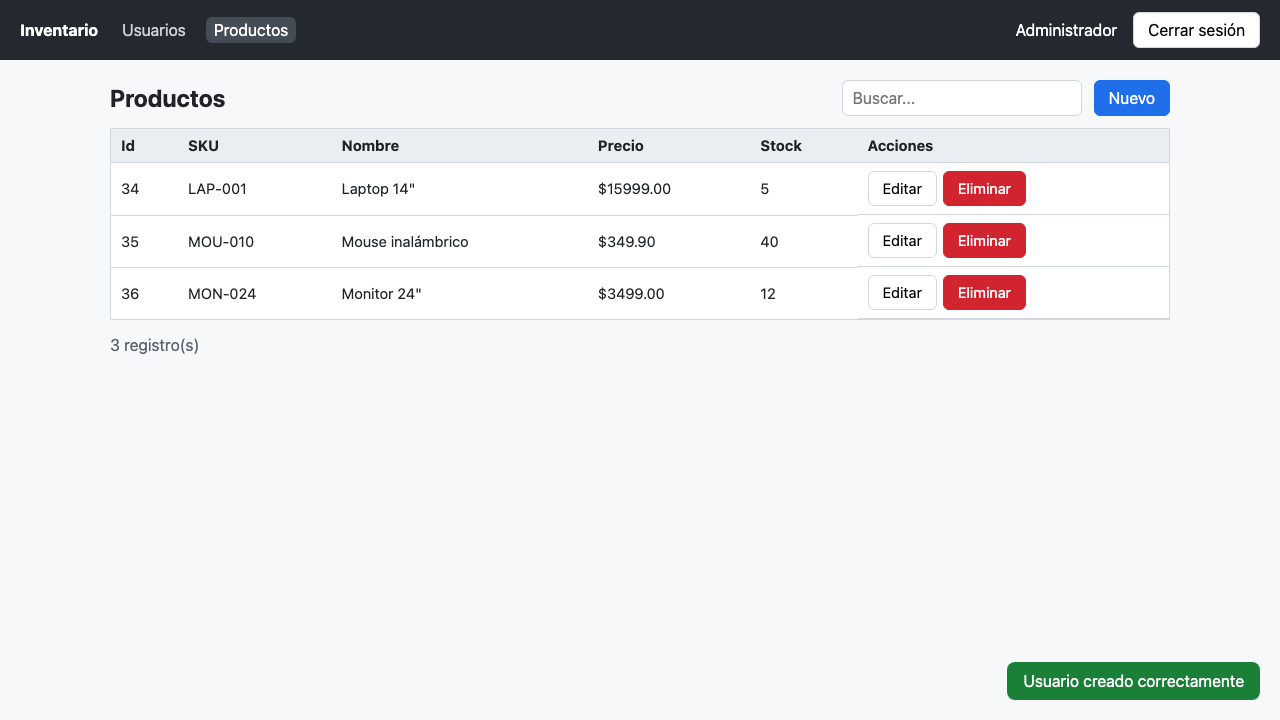 Inventario Usuarios Productos Administrador Cerrar sesión
Productos Buscar... Nuevo
Id SKU Nombre Precio Stock Acciones
34 LAP-001 Laptop 14" $15999.00 5 Editar Eliminar
35 MOU-010 Mouse inalámbrico $349.90 40 Editar Eliminar
36 MON-024 Monitor 24" $3499.00 12 Editar Eliminar
3 registro(s)
Usuario creado correctamente